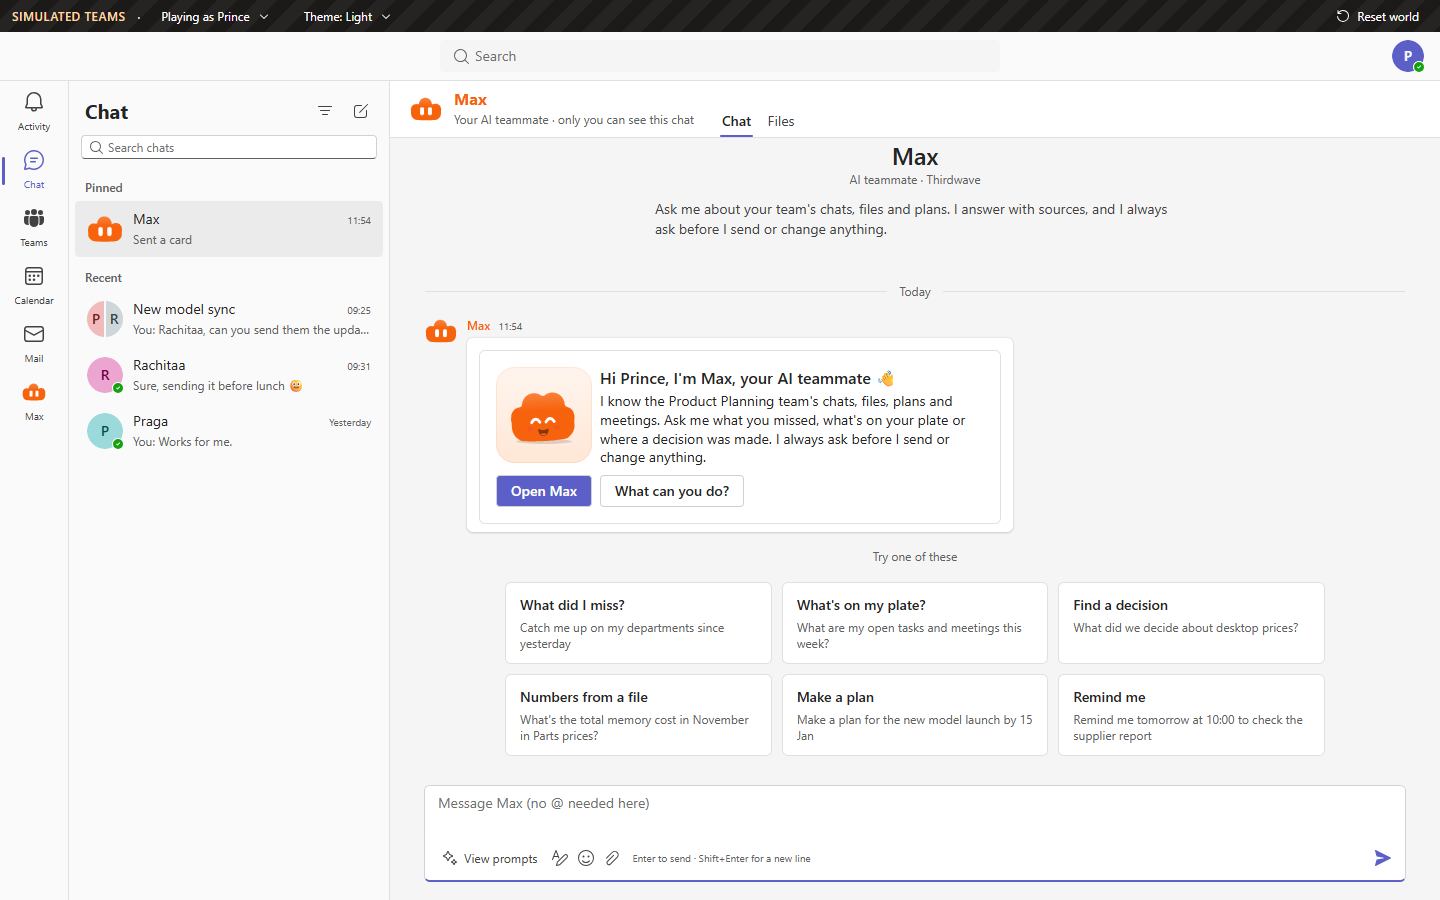 SIMULATED TEAMS · Playing as Prince Theme: Light Reset world
Search
P
Activity
Chat
Teams
Calendar
Mail
Max
Chat
Search chats
Pinned
Max 11:54
Sent a card
Recent
P R
New model sync 09:25
You: Rachitaa, can you send them the upda...
R
Rachitaa 09:31
Sure, sending it before lunch
P
Praga Yesterday
You: Works for me.
Max
Your AI teammate · only you can see this chat
Chat Files
Max
AI teammate · Thirdwave
Ask me about your team's chats, files and plans. I answer with sources, and I always
ask before I send or change anything.
Today
Max 11:54
Hi Prince, I'm Max, your AI teammate 👋
I know the Product Planning team's chats, files, plans and
meetings. Ask me what you missed, what's on your plate or
where a decision was made. I always ask before I send or
change anything.
Open Max What can you do?
Try one of these
What did I miss?
Catch me up on my departments since
yesterday
What's on my plate?
What are my open tasks and meetings this
week?
Find a decision
What did we decide about desktop prices?
Numbers from a file
What's the total memory cost in November
in Parts prices?
Make a plan
Make a plan for the new model launch by 15
Jan
Remind me
Remind me tomorrow at 10:00 to check the
supplier report
Message Max (no @ needed here)
View prompts Enter to send · Shift+Enter for a new line